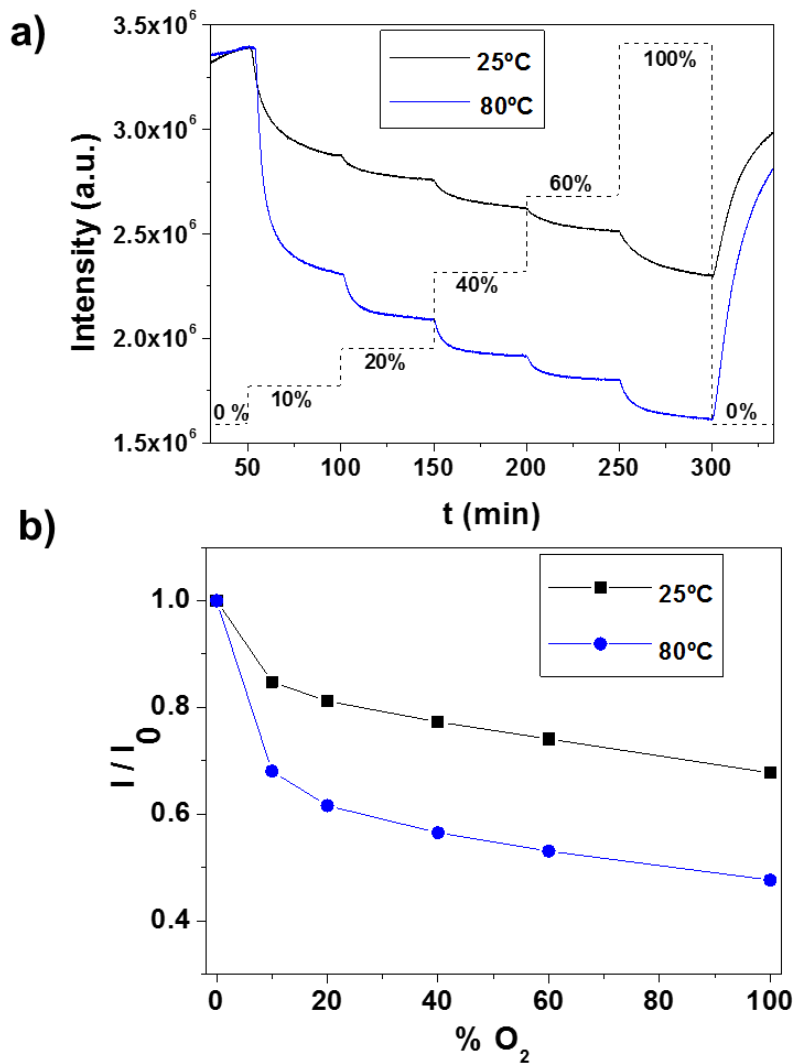 a)
3.5x10⁶
3.0x10⁶
2.5x10⁶
2.0x10⁶
1.5x10⁶
Intensity (a.u.)
25ºC
80ºC
0 %
10%
20%
40%
60%
100%
0%
50 100 150 200 250 300
t (min)
b)
1.0
0.8
0.6
0.4
I / I₀
25ºC
80ºC
0 20 40 60 80 100
% O₂